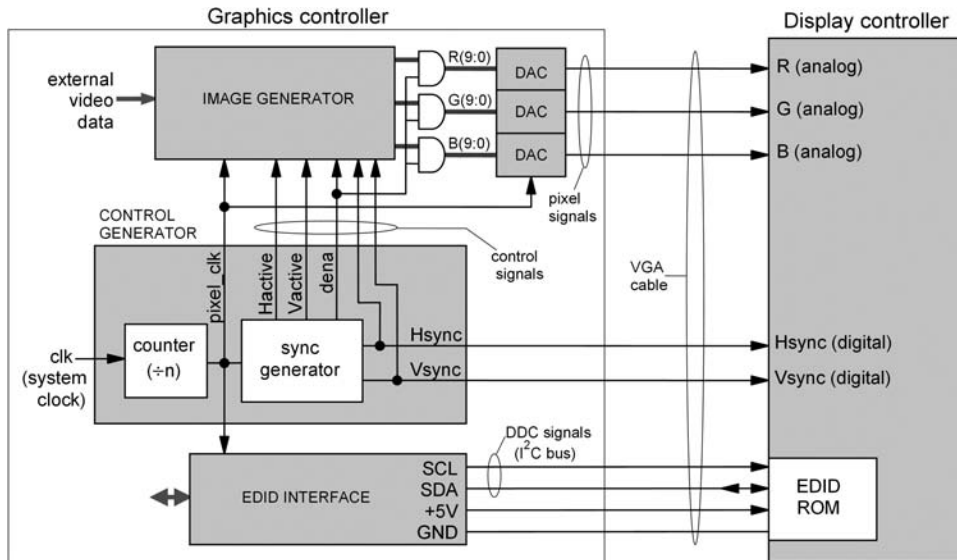 Graphics controller
Display controller
external
video
data
IMAGE GENERATOR
R(9:0)
G(9:0)
B(9:0)
DAC
DAC
DAC
R (analog)
G (analog)
B (analog)
pixel
signals
CONTROL
GENERATOR
control
signals
VGA
cable
pixel_clk
Hactive
Vactive
dena
clk
(system
clock)
counter
(÷n)
sync
generator
Hsync
Vsync
Hsync (digital)
Vsync (digital)
DDC signals
(I²C bus)
EDID INTERFACE
SCL
SDA
+5V
GND
EDID
ROM